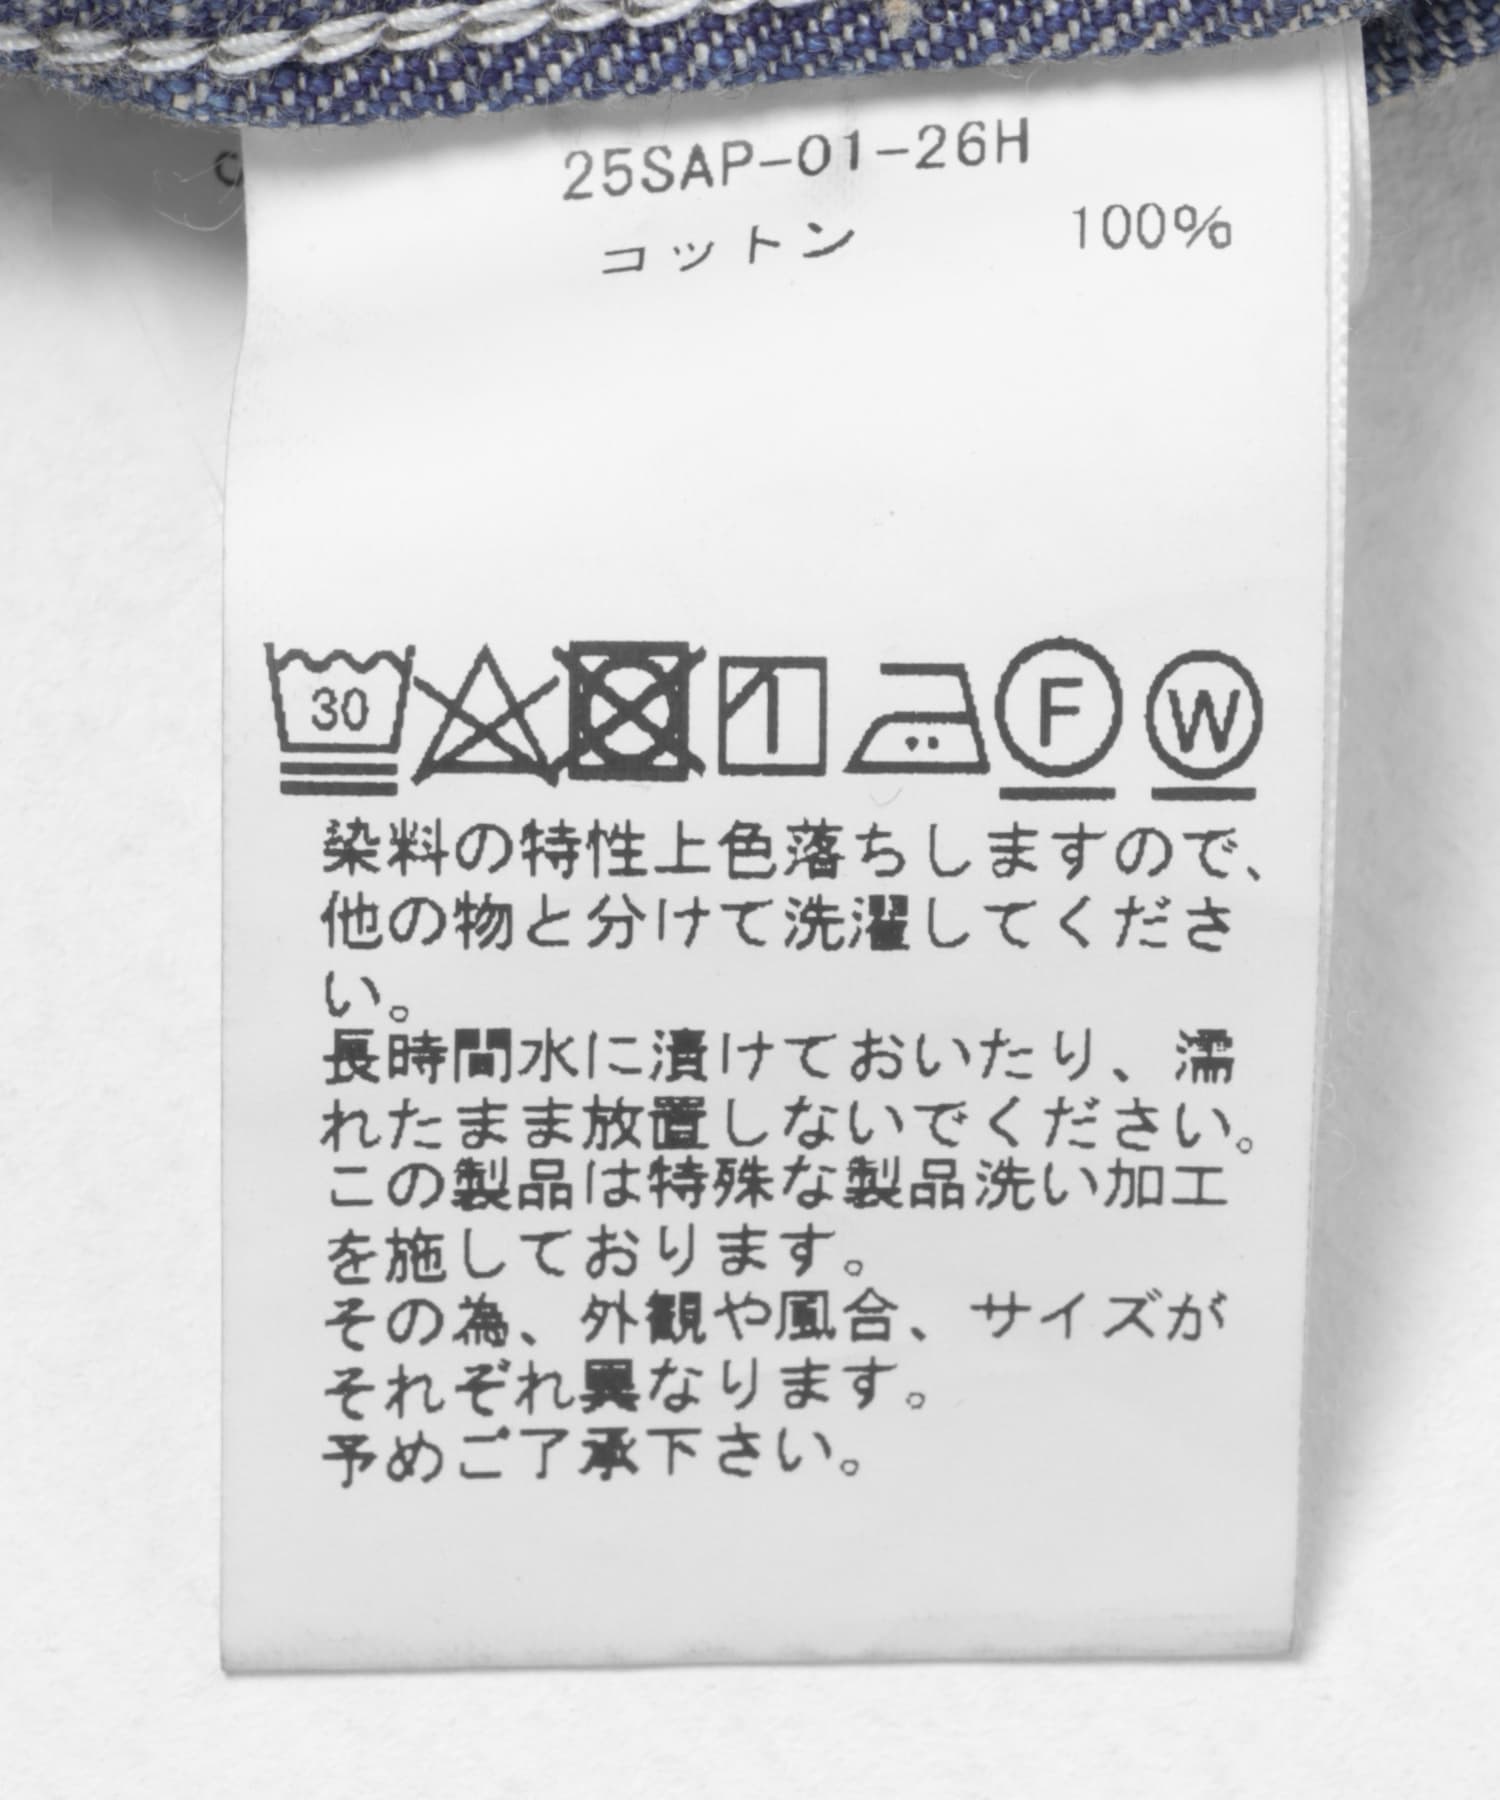 25SAP-01-26H
コットン 100%
30 F W
染料の特性上色落ちしますので、
他の物と分けて洗濯してくださ
い。
長時間水に漬けておいたり、濡
れたまま放置しないでください。
この製品は特殊な製品洗い加工
を施しております。
その為、外観や風合、サイズが
それぞれ異なります。
予めご了承下さい。